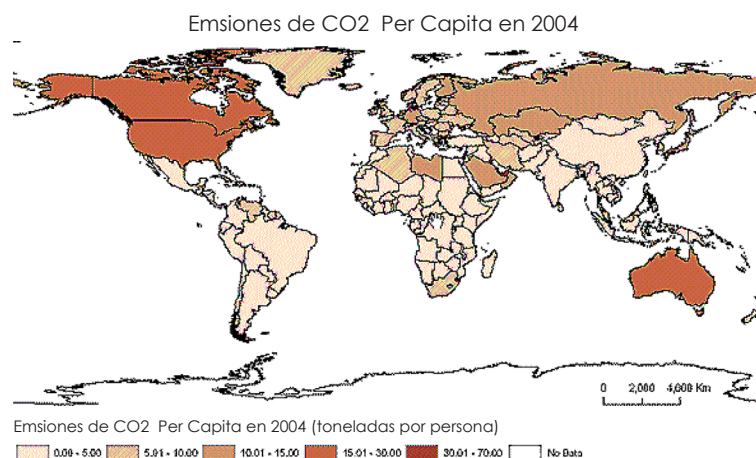 Emsiones de CO2 Per Capita en 2004
0 2,000 4,000 Km
Emsiones de CO2 Per Capita en 2004 (toneladas por persona)
0.00 - 5.00 5.01 - 10.00 10.01 - 15.00 15.01 - 30.00 30.01 - 70.00 No Data